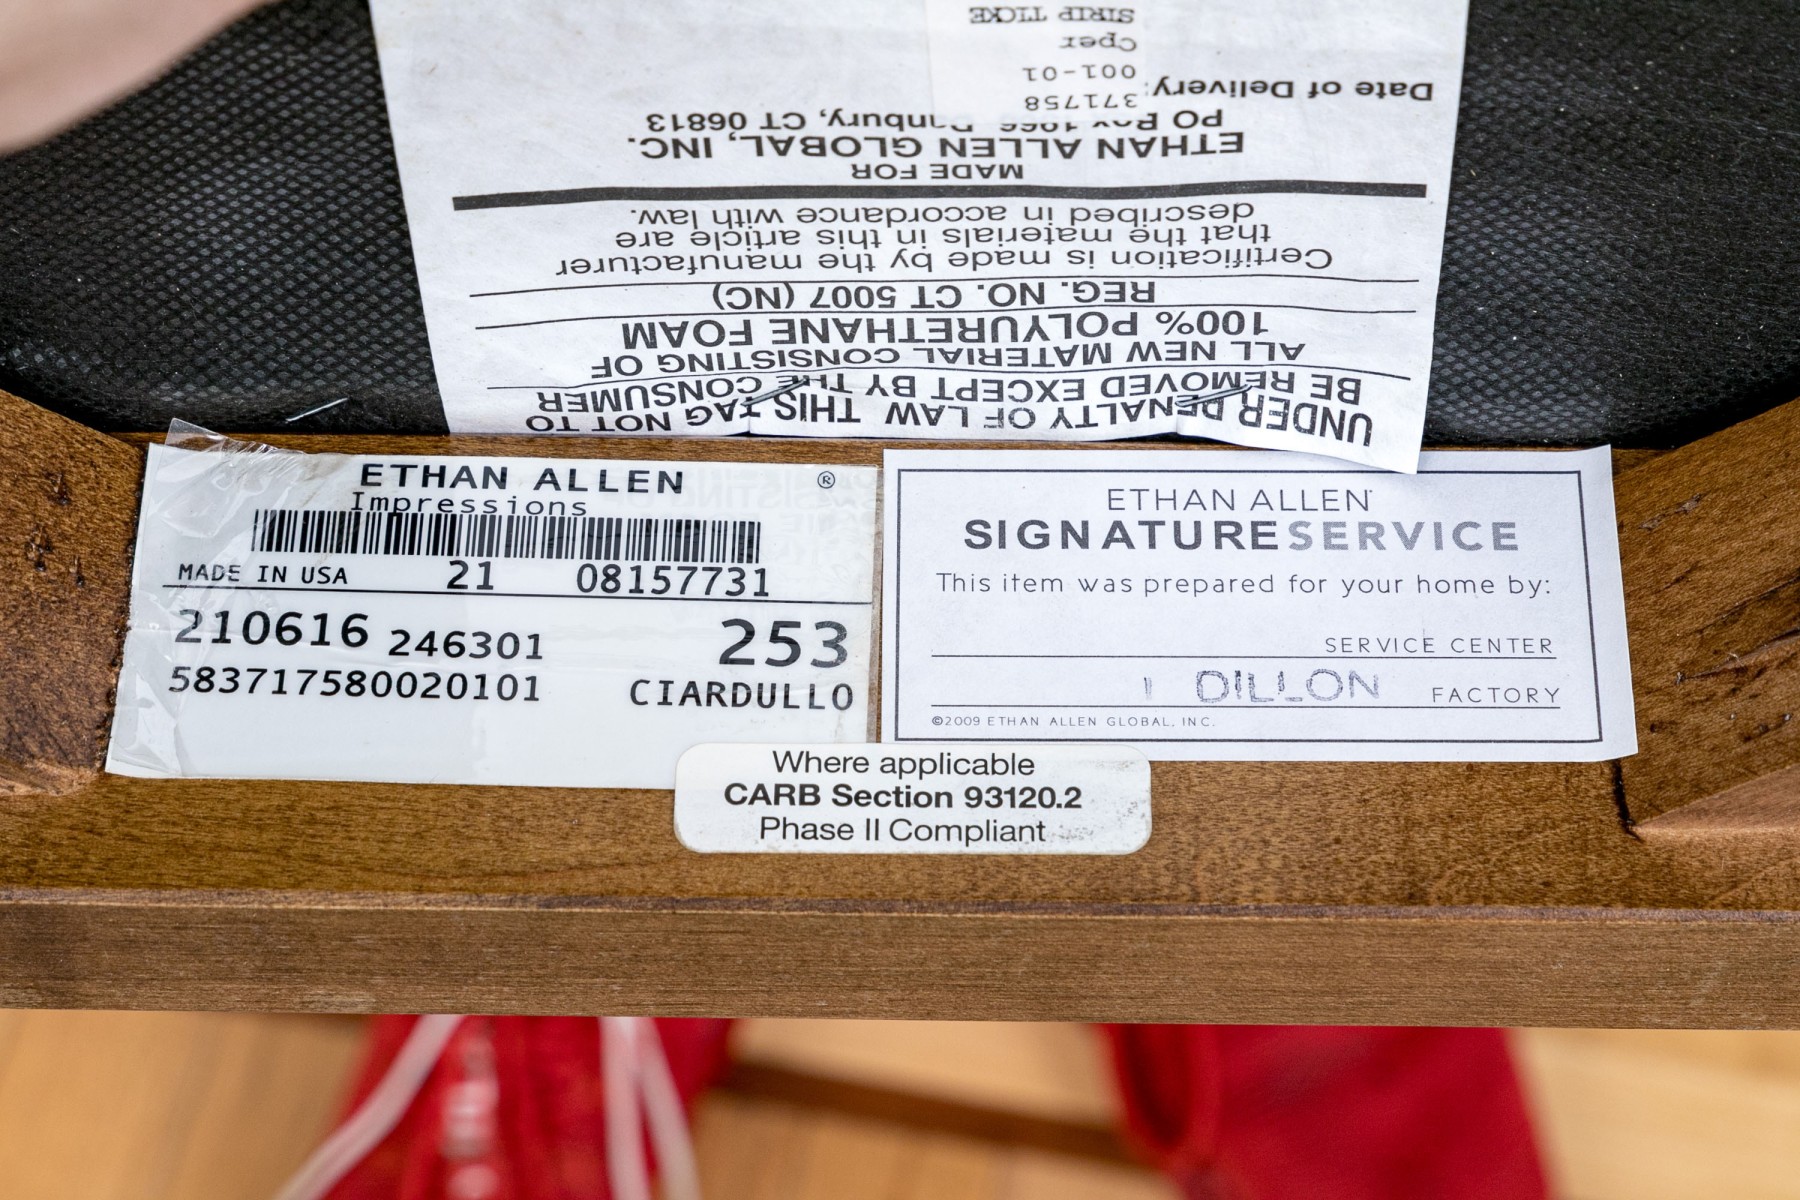 UNDER PENALTY OF LAW THIS TAG NOT TO
BE REMOVED EXCEPT BY THE CONSUMER
ALL NEW MATERIAL CONSISTING OF
100% POLYURETHANE FOAM
REG. NO. CT 5007 (NC)
Certification is made by the manufacturer
that the materials in this article are
described in accordance with law.
MADE FOR
ETHAN ALLEN GLOBAL, INC.
PO Box 1966, Danbury, CT 06813
Date of Delivery: 371758
001-01
Cper
STRIP TICKE
ETHAN ALLEN ®
Impressions
MADE IN USA 21 08157731
210616 246301 253
583717580020101 CIARDULLO
ETHAN ALLEN
SIGNATURESERVICE
This item was prepared for your home by:
SERVICE CENTER
DILLON FACTORY
©2009 ETHAN ALLEN GLOBAL, INC.
Where applicable
CARB Section 93120.2
Phase II Compliant